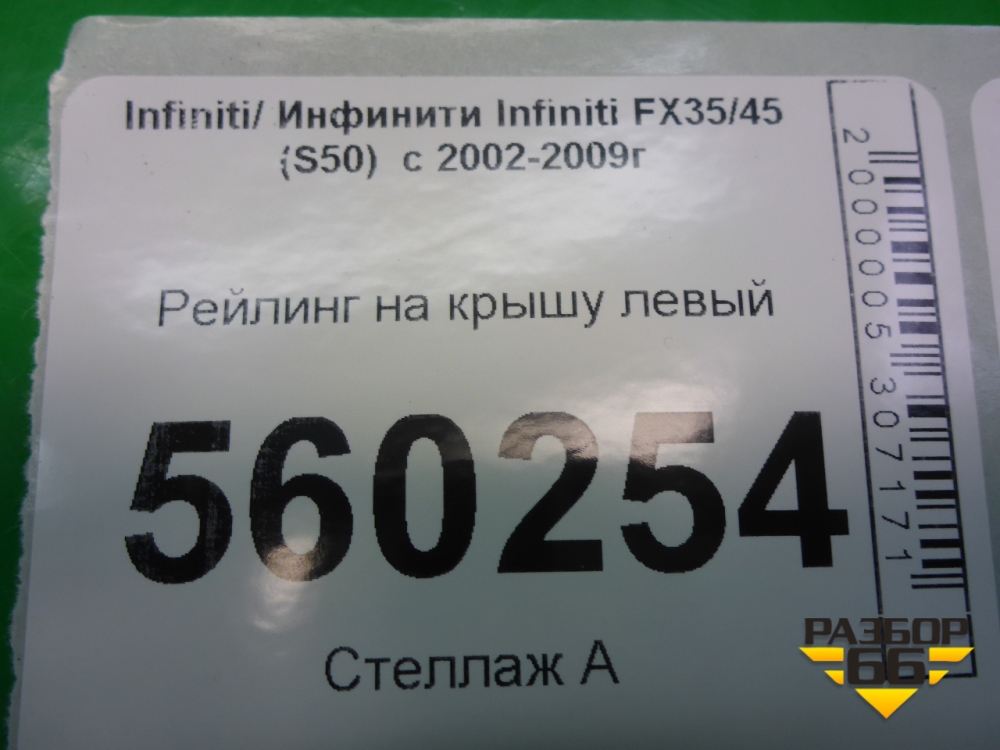 Infiniti/ Инфинити Infiniti FX35/45
(S50) с 2002-2009г
Рейлинг на крышу левый
560254
Стеллаж А
2000005307171
РАЗБОР
66